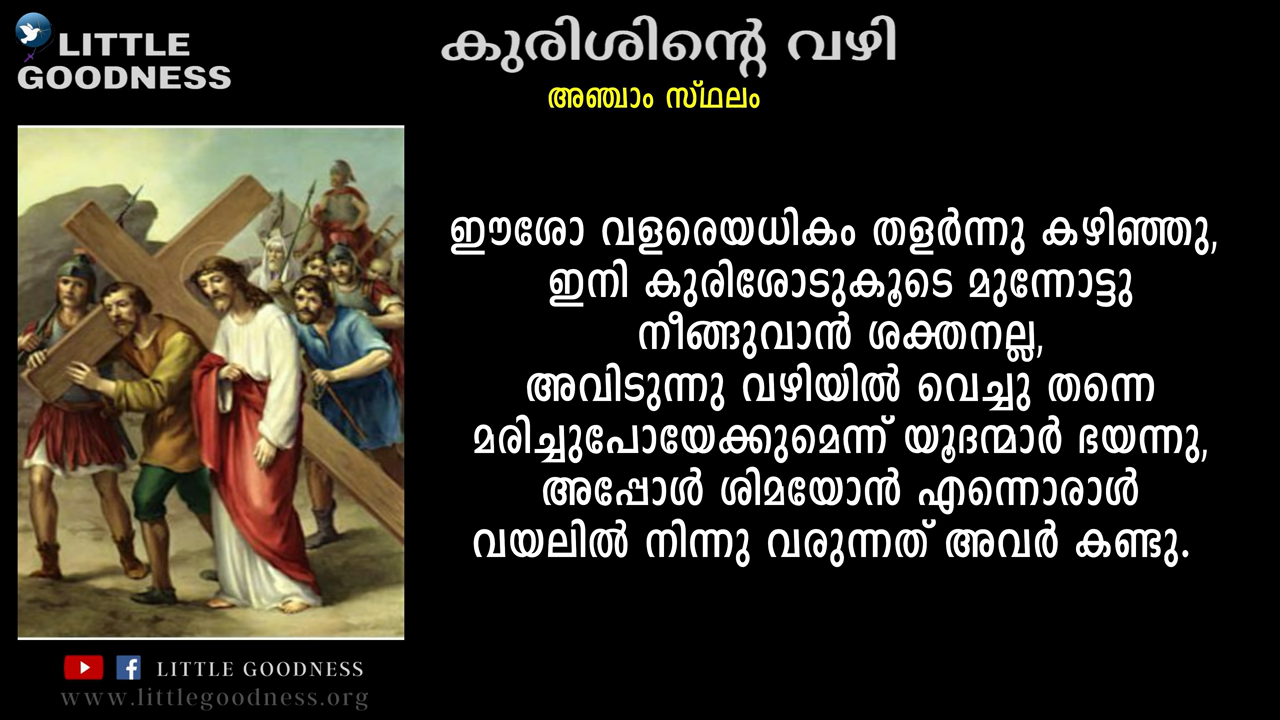 LITTLE
GOODNESS
കുരിശിന്റെ വഴി
അഞ്ചാം സ്ഥലം
ഈശോ വളരെയധികം തളർന്നു കഴിഞ്ഞു,
ഇനി കുരിശോടുകൂടെ മുന്നോട്ടു
നീങ്ങുവാൻ ശക്തനല്ല,
അവിടുന്നു വഴിയിൽ വെച്ചു തന്നെ
മരിച്ചുപോയേക്കുമെന്ന് യൂദന്മാർ ഭയന്നു,
അപ്പോൾ ശിമയോൻ എന്നൊരാൾ
വയലിൽ നിന്നു വരുന്നത് അവർ കണ്ടു.
LITTLE GOODNESS
www.littlegoodness.org